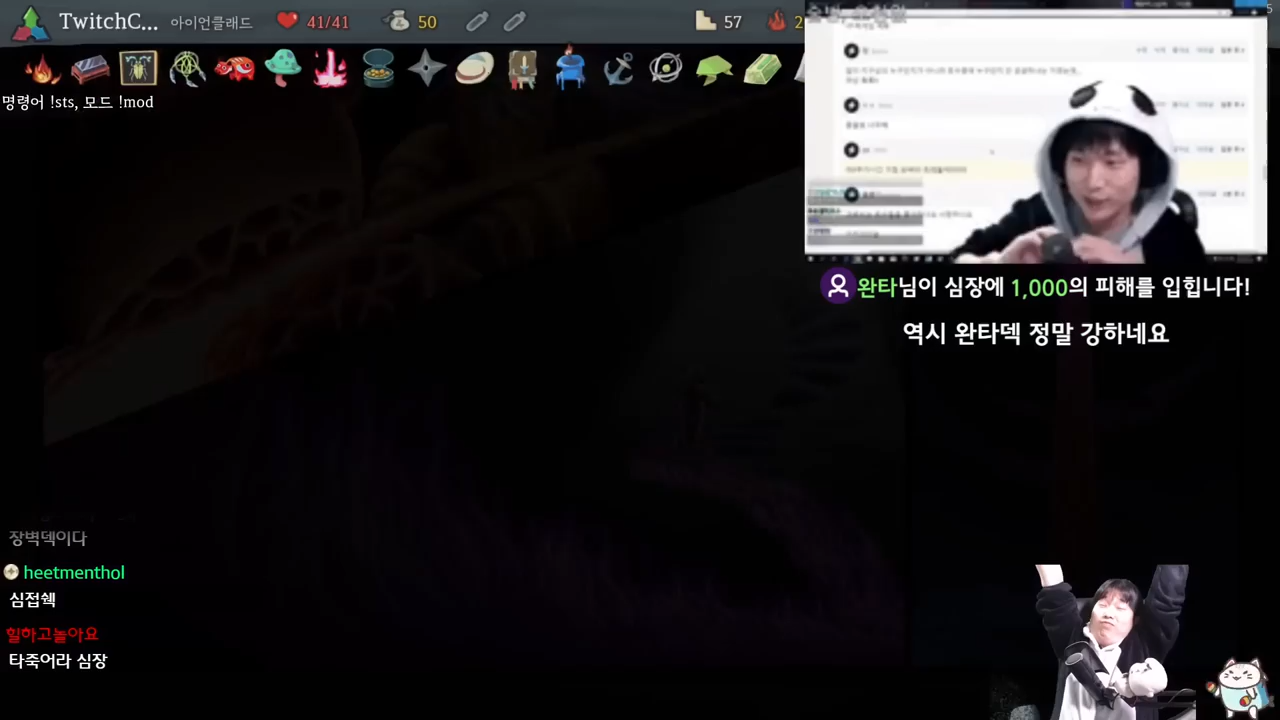 TwitchC... 아이언클래드 41/41 50 57 2
명령어 !sts, 모드 !mod
완타님이 심장에 1,000의 피해를 입힙니다!
역시 완타덱 정말 강하네요
장벽덱이다
heetmenthol
심접쉑
힐하고놀아요
타죽어라 심장